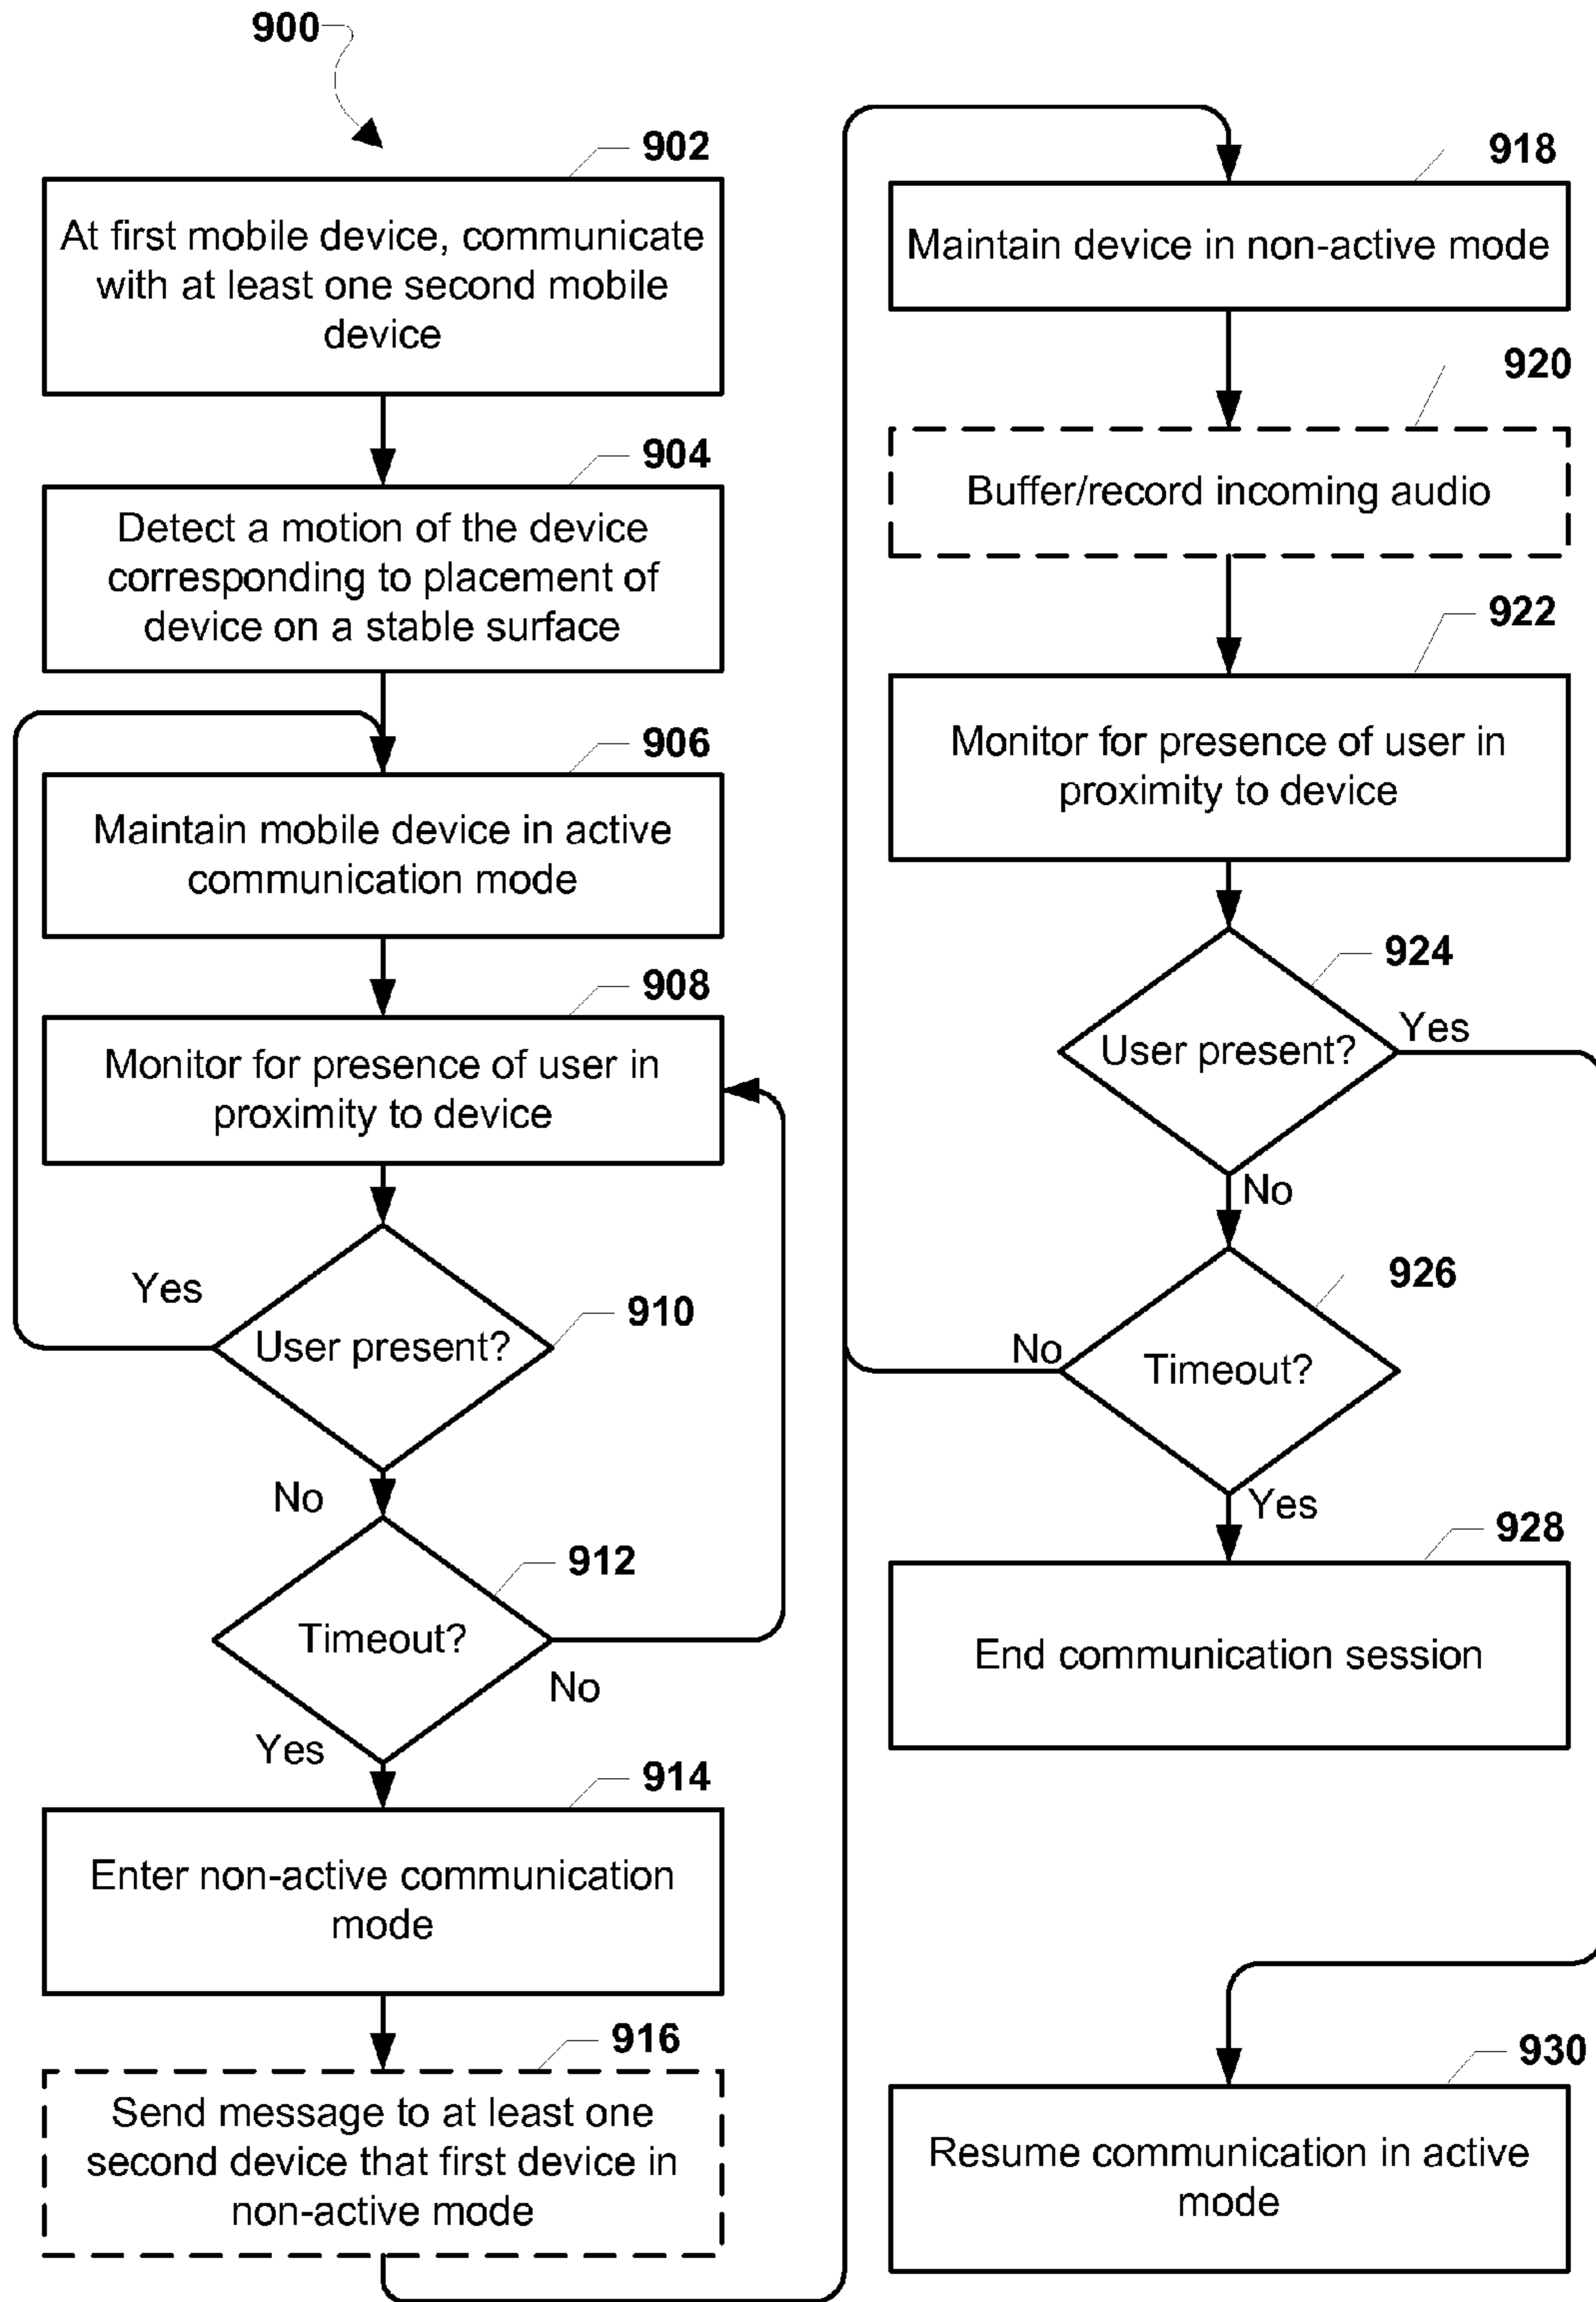 900
902
At first mobile device, communicate
with at least one second mobile
device
904
Detect a motion of the device
corresponding to placement of
device on a stable surface
906
Maintain mobile device in active
communication mode
908
Monitor for presence of user in
proximity to device
Yes
910
User present?
No
912
Timeout?
No
Yes
914
Enter non-active communication
mode
916
Send message to at least one
second device that first device in
non-active mode
918
Maintain device in non-active mode
920
Buffer/record incoming audio
922
Monitor for presence of user in
proximity to device
924
Yes
User present?
No
926
No
Timeout?
Yes
928
End communication session
930
Resume communication in active
mode